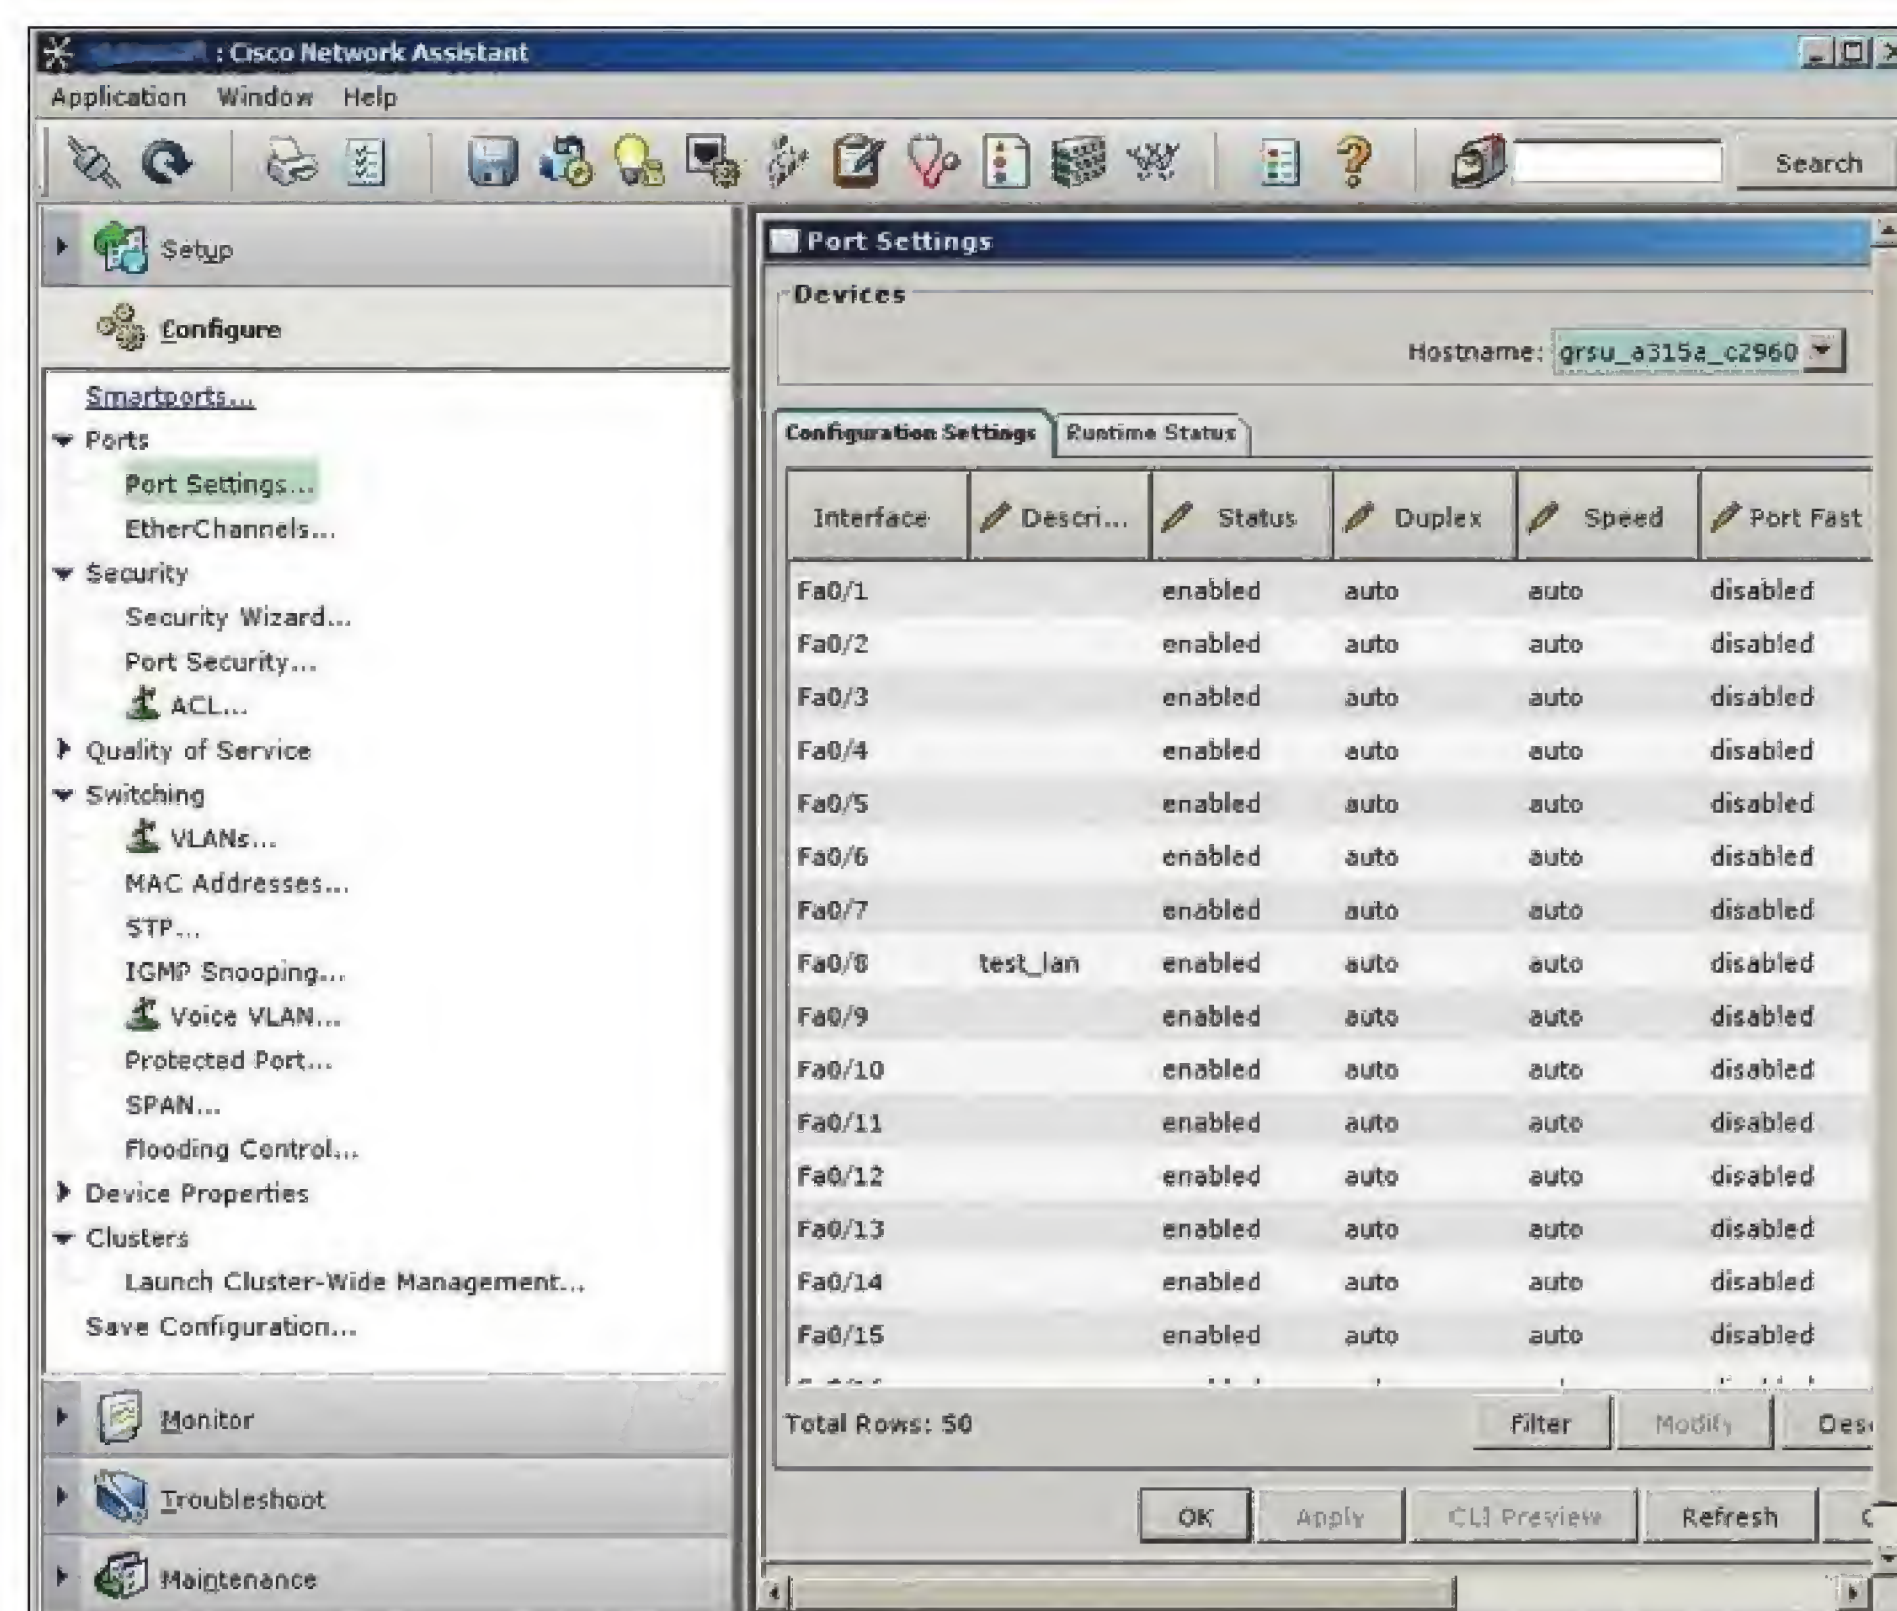 : Cisco Network Assistant
Application Window Help
Search
Setup
Configure
Smartports...
Ports
Port Settings...
EtherChannels...
Security
Security Wizard...
Port Security...
ACL...
Quality of Service
Switching
VLANs...
MAC Addresses...
STP...
IGMP Snooping...
Voice VLAN...
Protected Port...
SPAN...
Flooding Control...
Device Properties
Clusters
Launch Cluster-Wide Management...
Save Configuration...
Monitor
Troubleshoot
Maintenance
Port Settings
Devices
Hostname: grsu_a315a_c2960
Configuration Settings Runtime Status
Interface Descri... Status Duplex Speed Port Fast
Fa0/1 enabled auto auto disabled
Fa0/2 enabled auto auto disabled
Fa0/3 enabled auto auto disabled
Fa0/4 enabled auto auto disabled
Fa0/5 enabled auto auto disabled
Fa0/6 enabled auto auto disabled
Fa0/7 enabled auto auto disabled
Fa0/8 test_lan enabled auto auto disabled
Fa0/9 enabled auto auto disabled
Fa0/10 enabled auto auto disabled
Fa0/11 enabled auto auto disabled
Fa0/12 enabled auto auto disabled
Fa0/13 enabled auto auto disabled
Fa0/14 enabled auto auto disabled
Fa0/15 enabled auto auto disabled
Total Rows: 50
Filter Modify Des
OK Apply CLI Preview Refresh